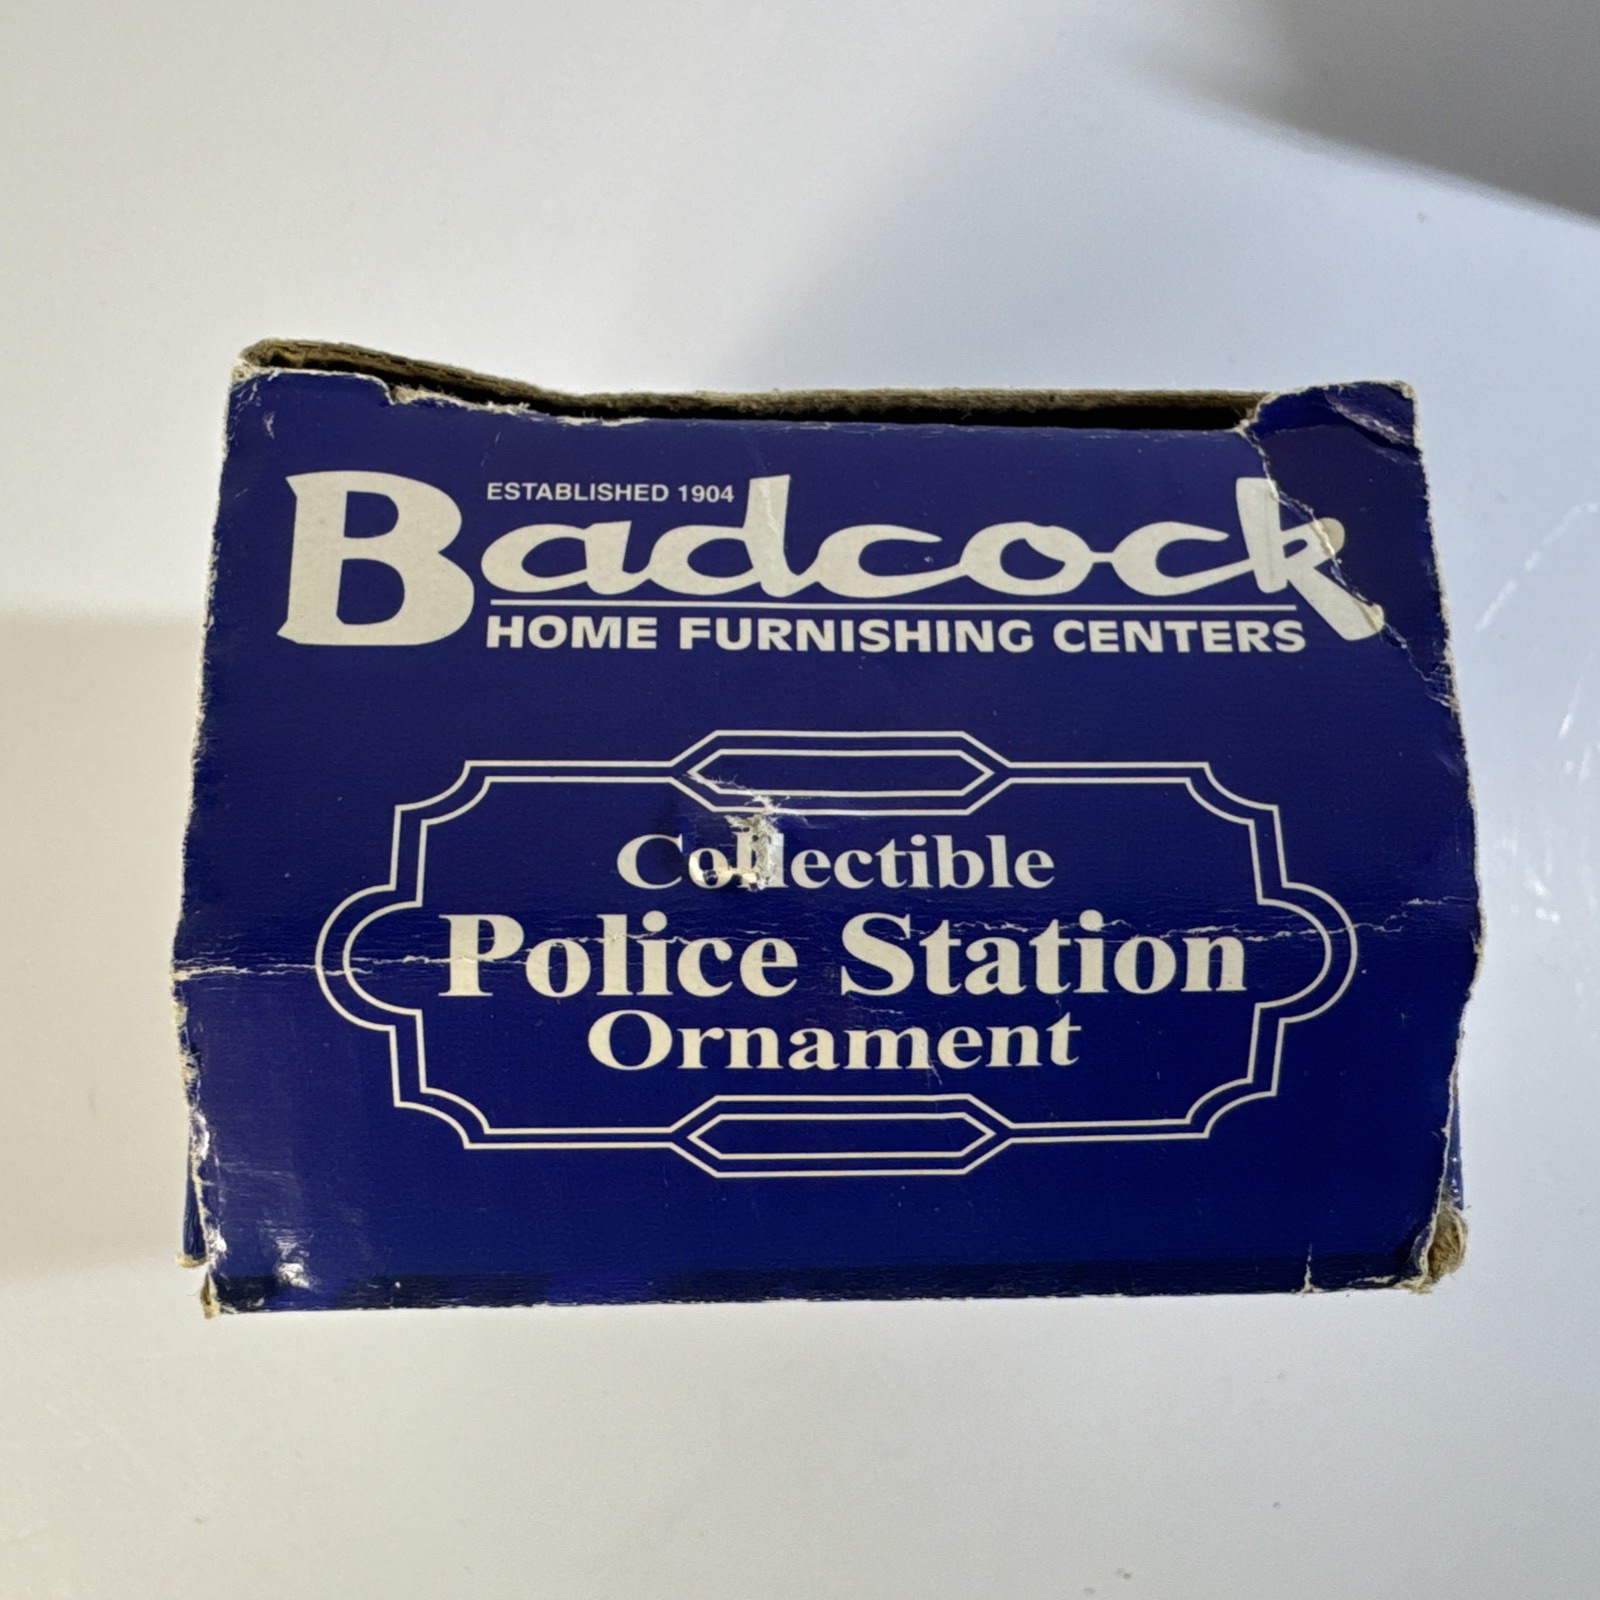 ESTABLISHED 1904
Badcock
HOME FURNISHING CENTERS
Collectible
Police Station
Ornament